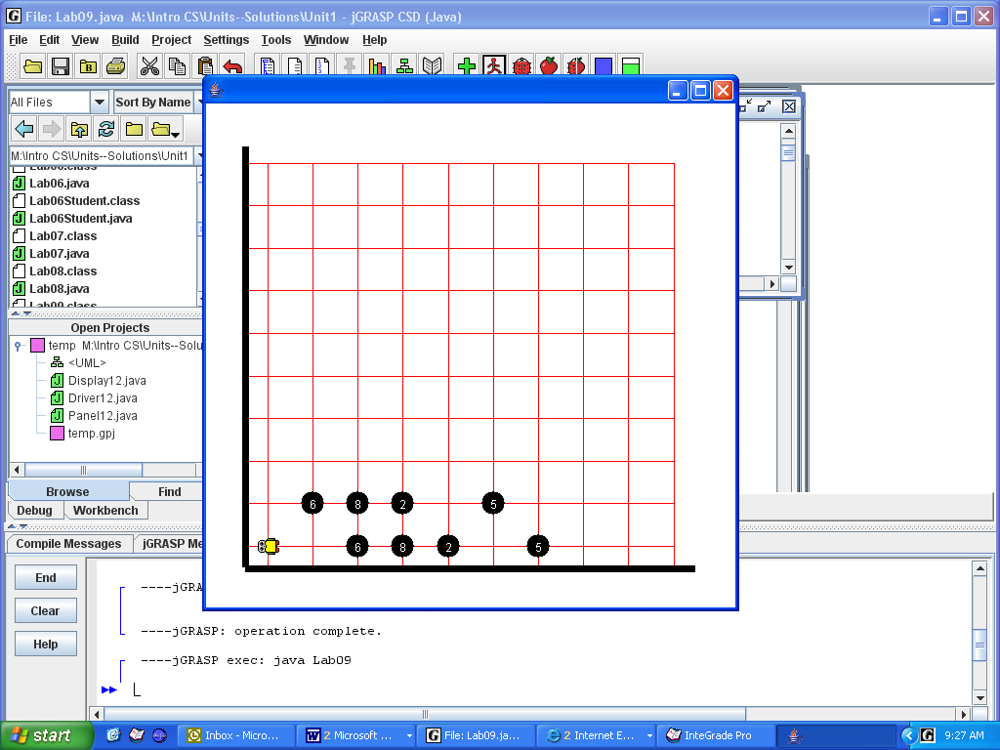 File: Lab09.java  M:\Intro CS\Units--Solutions\Unit1 - jGRASP CSD (Java)
File Edit View Build Project Settings Tools Window Help
All Files
Sort By Name
M:\Intro CS\Units--Solutions\Unit1
Lab06.class
Lab06.java
Lab06Student.class
Lab06Student.java
Lab07.class
Lab07.java
Lab08.class
Lab08.java
Lab09.class
Open Projects
temp M:\Intro CS\Units--Solu
<UML>
Display12.java
Driver12.java
Panel12.java
temp.gpj
Browse Find
Debug Workbench
6 8 2 5
6 8 2 5
Compile Messages jGRASP Me
End
Clear
Help
----jGRA
----jGRASP: operation complete.
----jGRASP exec: java Lab09
start
Inbox - Micro...
2 Microsoft ...
File: Lab09.ja...
2 Internet E...
InteGrade Pro
9:27 AM